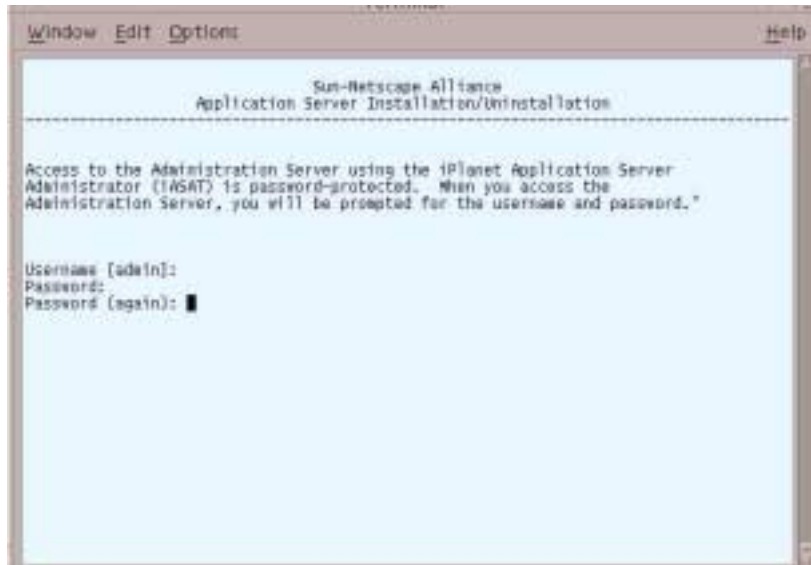 Window Edit Options Help
Sun-Netscape Alliance
Application Server Installation/Uninstallation
Access to the Administration Server using the iPlanet Application Server
Administrator (iASAT) is password-protected. When you access the
Administration Server, you will be prompted for the username and password."
Username [admin]:
Password:
Password (again):